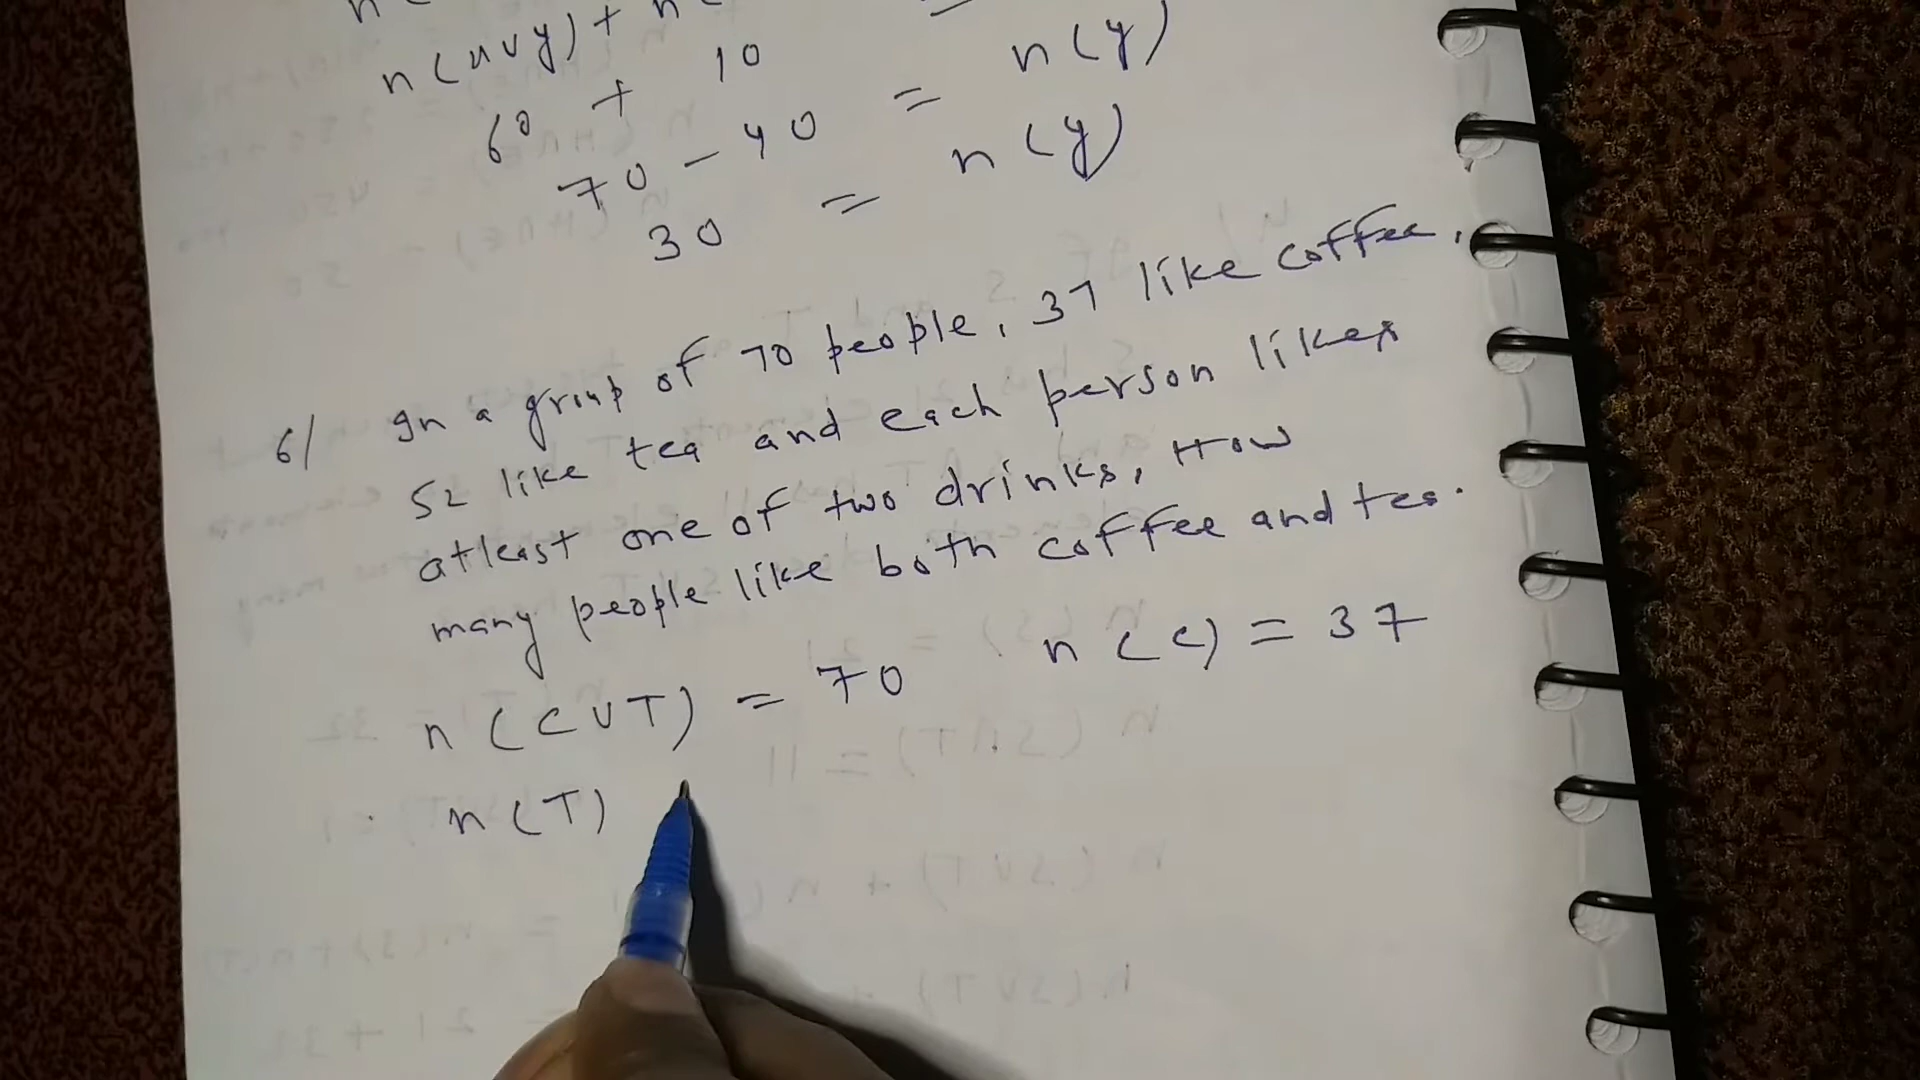 n(x∪y) + n
60 + 10
= n(y)
70 - 40
30 = n(y)
6/ In a group of 70 people, 37 like coffee,
52 like tea and each person likes
atleast one of two drinks, How
many people like both coffee and tea.
n(C∪T) = 70 n(C) = 37
n(T)